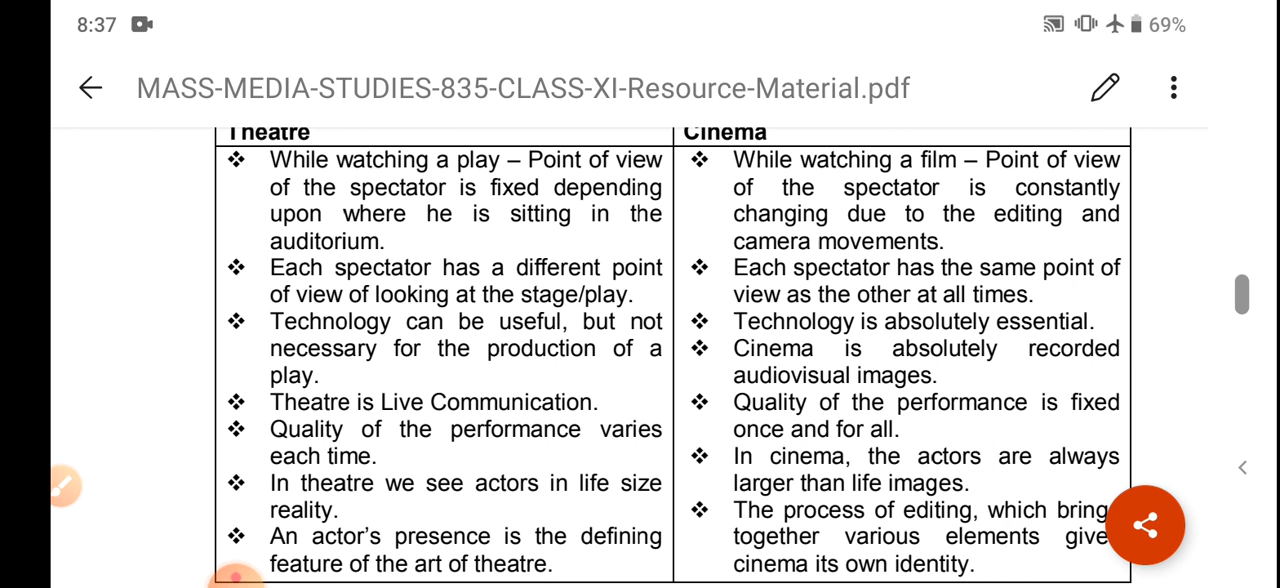 8:37
69%
MASS-MEDIA-STUDIES-835-CLASS-XI-Resource-Material.pdf
Theatre
❖ While watching a play – Point of view
of the spectator is fixed depending
upon where he is sitting in the
auditorium.
❖ Each spectator has a different point
of view of looking at the stage/play.
❖ Technology can be useful, but not
necessary for the production of a
play.
❖ Theatre is Live Communication.
❖ Quality of the performance varies
each time.
❖ In theatre we see actors in life size
reality.
❖ An actor's presence is the defining
feature of the art of theatre.
Cinema
❖ While watching a film – Point of view
of the spectator is constantly
changing due to the editing and
camera movements.
❖ Each spectator has the same point of
view as the other at all times.
❖ Technology is absolutely essential.
❖ Cinema is absolutely recorded
audiovisual images.
❖ Quality of the performance is fixed
once and for all.
❖ In cinema, the actors are always
larger than life images.
❖ The process of editing, which bring
together various elements give
cinema its own identity.